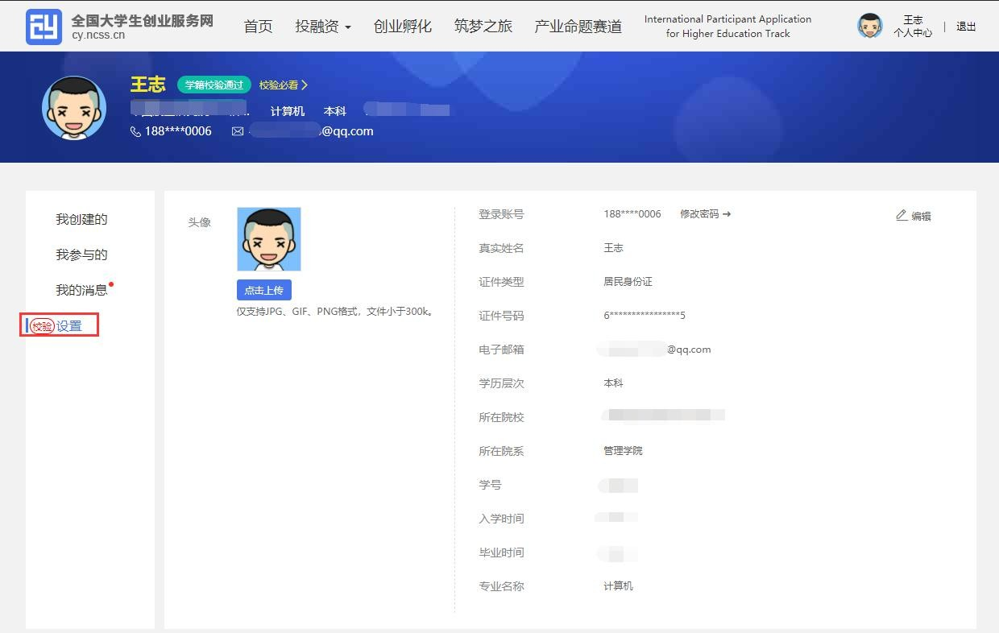 全国大学生创业服务网
cy.ncss.cn
首页 投融资 创业孵化 筑梦之旅 产业命题赛道
International Participant Application
for Higher Education Track
王志
个人中心
退出
王志 学籍校验通过 校验必看
计算机 本科
188****0006 @qq.com
我创建的
我参与的
我的消息
校验 设置
头像
点击上传
仅支持JPG、GIF、PNG格式，文件小于300k。
登录账号 188****0006 修改密码 →
编辑
真实姓名 王志
证件类型 居民身份证
证件号码 6****************5
电子邮箱 @qq.com
学历层次 本科
所在院校
所在院系 管理学院
学号
入学时间
毕业时间
专业名称 计算机